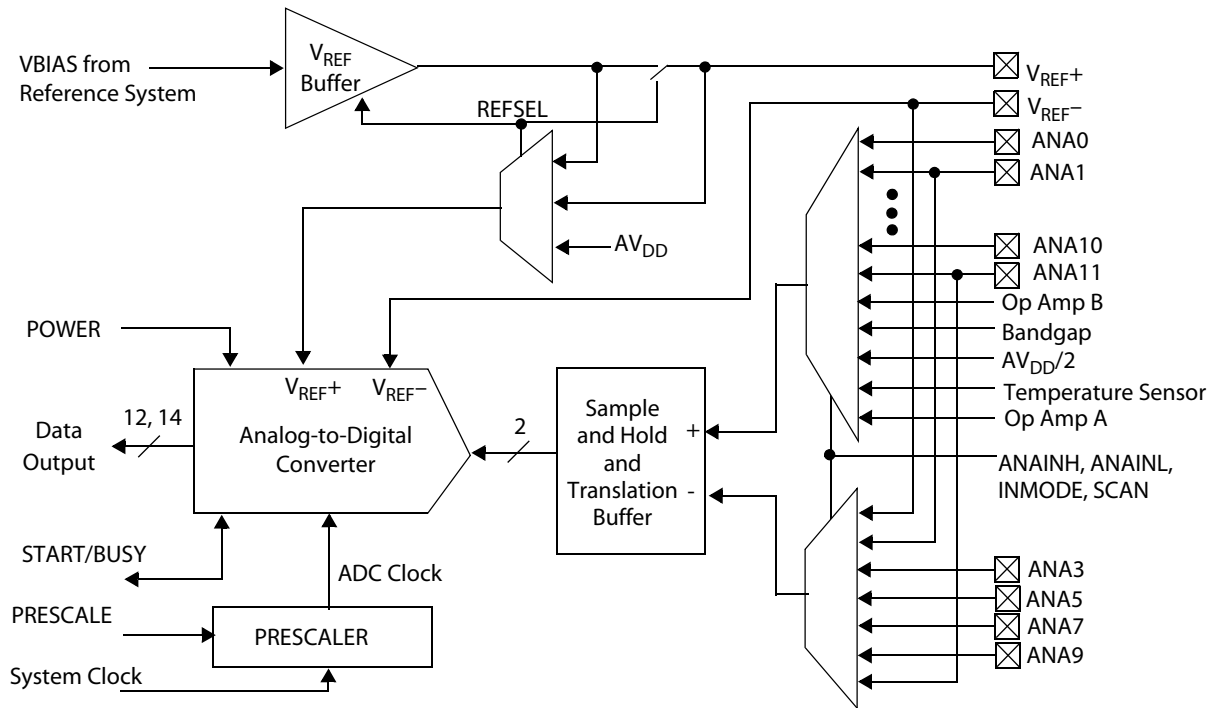 VBIAS from
Reference System
VREF
Buffer
REFSEL
AVDD
VREF+
VREF–
ANA0
ANA1
ANA10
ANA11
Op Amp B
Bandgap
AVDD/2
Temperature Sensor
Op Amp A
ANAINH, ANAINL,
INMODE, SCAN
ANA3
ANA5
ANA7
ANA9
POWER
VREF+ VREF–
Analog-to-Digital
Converter
12, 14
Data
Output
2
Sample
and Hold
and
Translation
Buffer
+
-
START/BUSY
ADC Clock
PRESCALE
PRESCALER
System Clock